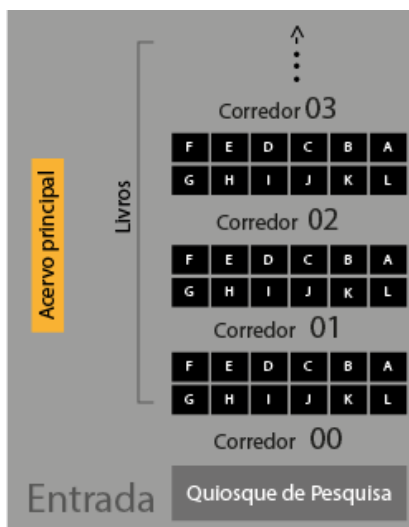 Corredor 03
F E D C B A
G H I J K L
Corredor 02
F E D C B A
G H I J K L
Corredor 01
F E D C B A
G H I J K L
Corredor 00
Livros
Acervo principal
Entrada
Quiosque de Pesquisa